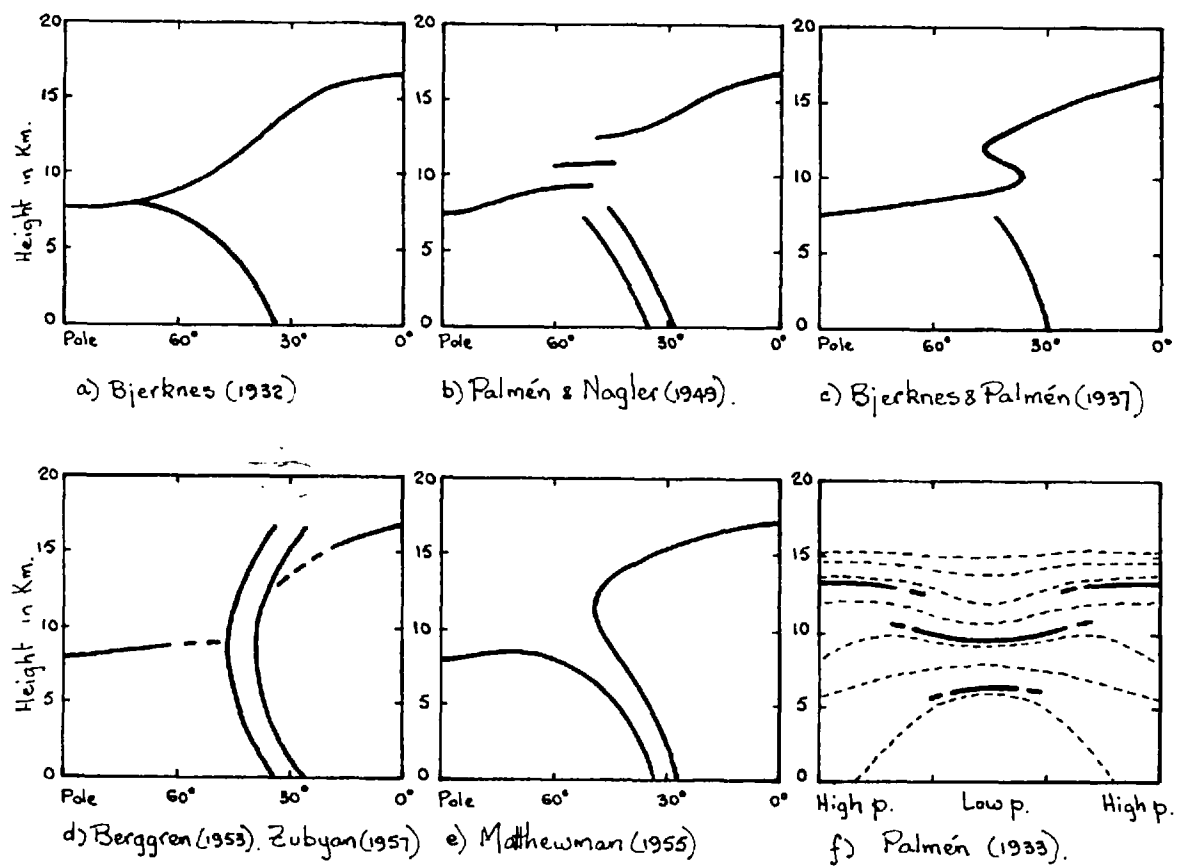 20
15
10
5
0
Height in Km.
Pole 60° 30° 0°
a) Bjerknes (1932)
20
15
10
5
0
Pole 60° 30° 0°
b) Palmén & Nagler (1949).
20
15
10
5
0
Pole 60° 30° 0°
c) Bjerknes & Palmén (1937)
20
15
10
5
0
Height in Km.
Pole 60° 30° 0°
d) Berggren (1953). Zubyan (1957)
20
15
10
5
0
Pole 60° 30° 0°
e) Matthewman (1955)
20
15
10
5
0
High p. Low p. High p.
f) Palmén (1933).